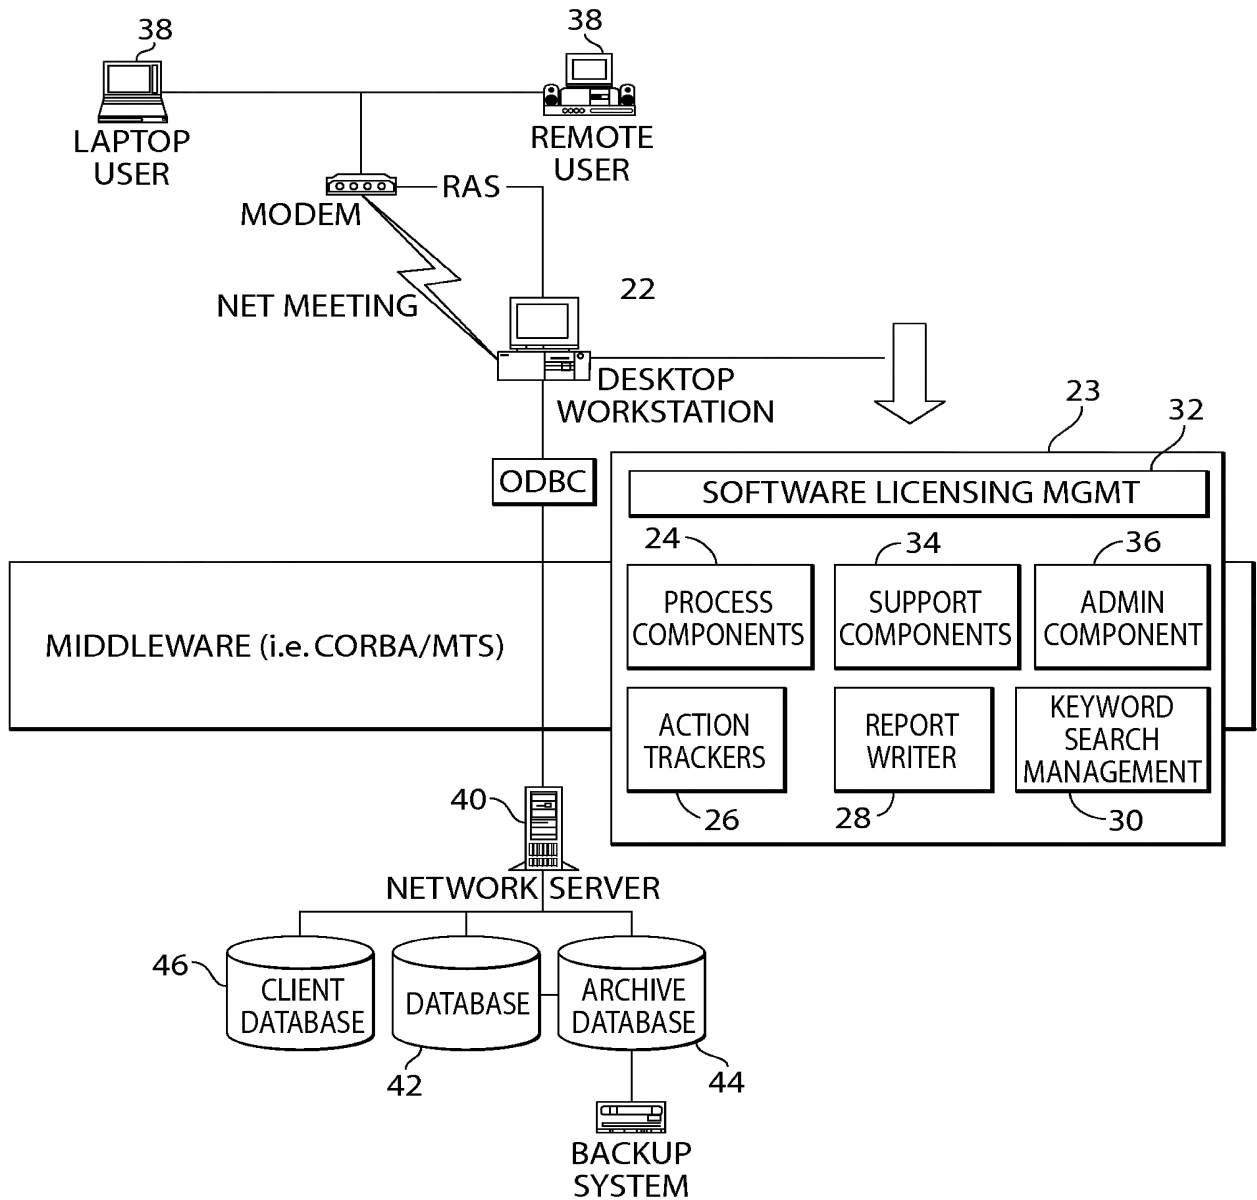 38
38
LAPTOP
USER
REMOTE
USER
RAS
MODEM
22
NET MEETING
DESKTOP
WORKSTATION
23
32
ODBC
SOFTWARE LICENSING MGMT
24
34
36
PROCESS
COMPONENTS
SUPPORT
COMPONENTS
ADMIN
COMPONENT
MIDDLEWARE (i.e. CORBA/MTS)
ACTION
TRACKERS
REPORT
WRITER
KEYWORD
SEARCH
MANAGEMENT
40
26
28
30
NETWORK SERVER
46
CLIENT
DATABASE
DATABASE
ARCHIVE
DATABASE
42
44
BACKUP
SYSTEM